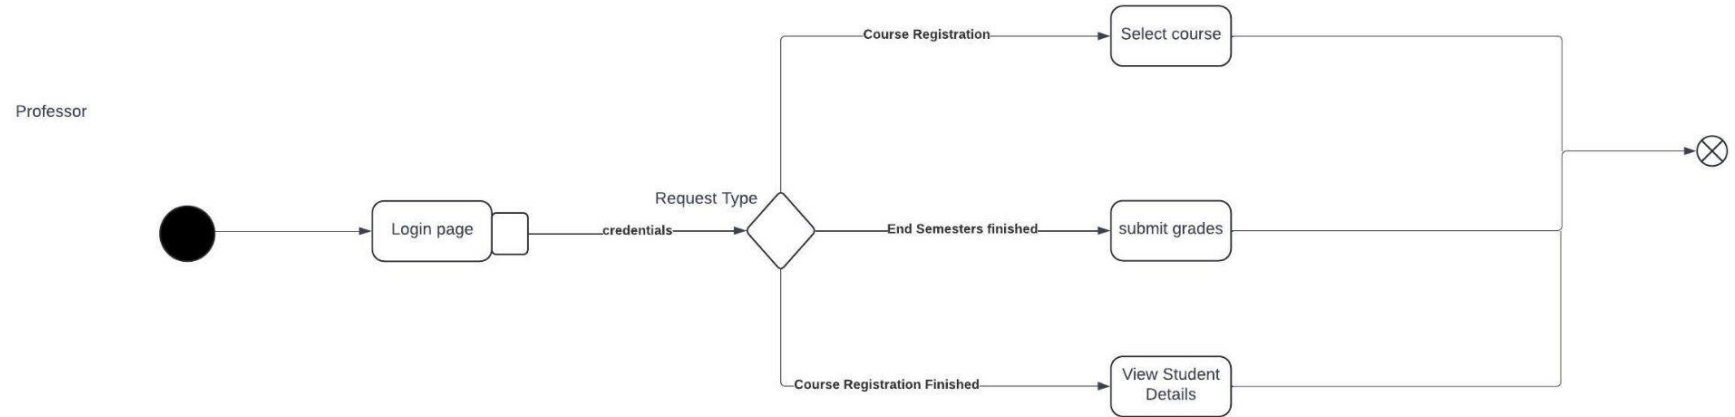 Course Registration
Select course
Professor
Request Type
Login page
credentials
End Semesters finished
submit grades
Course Registration Finished
View Student
Details